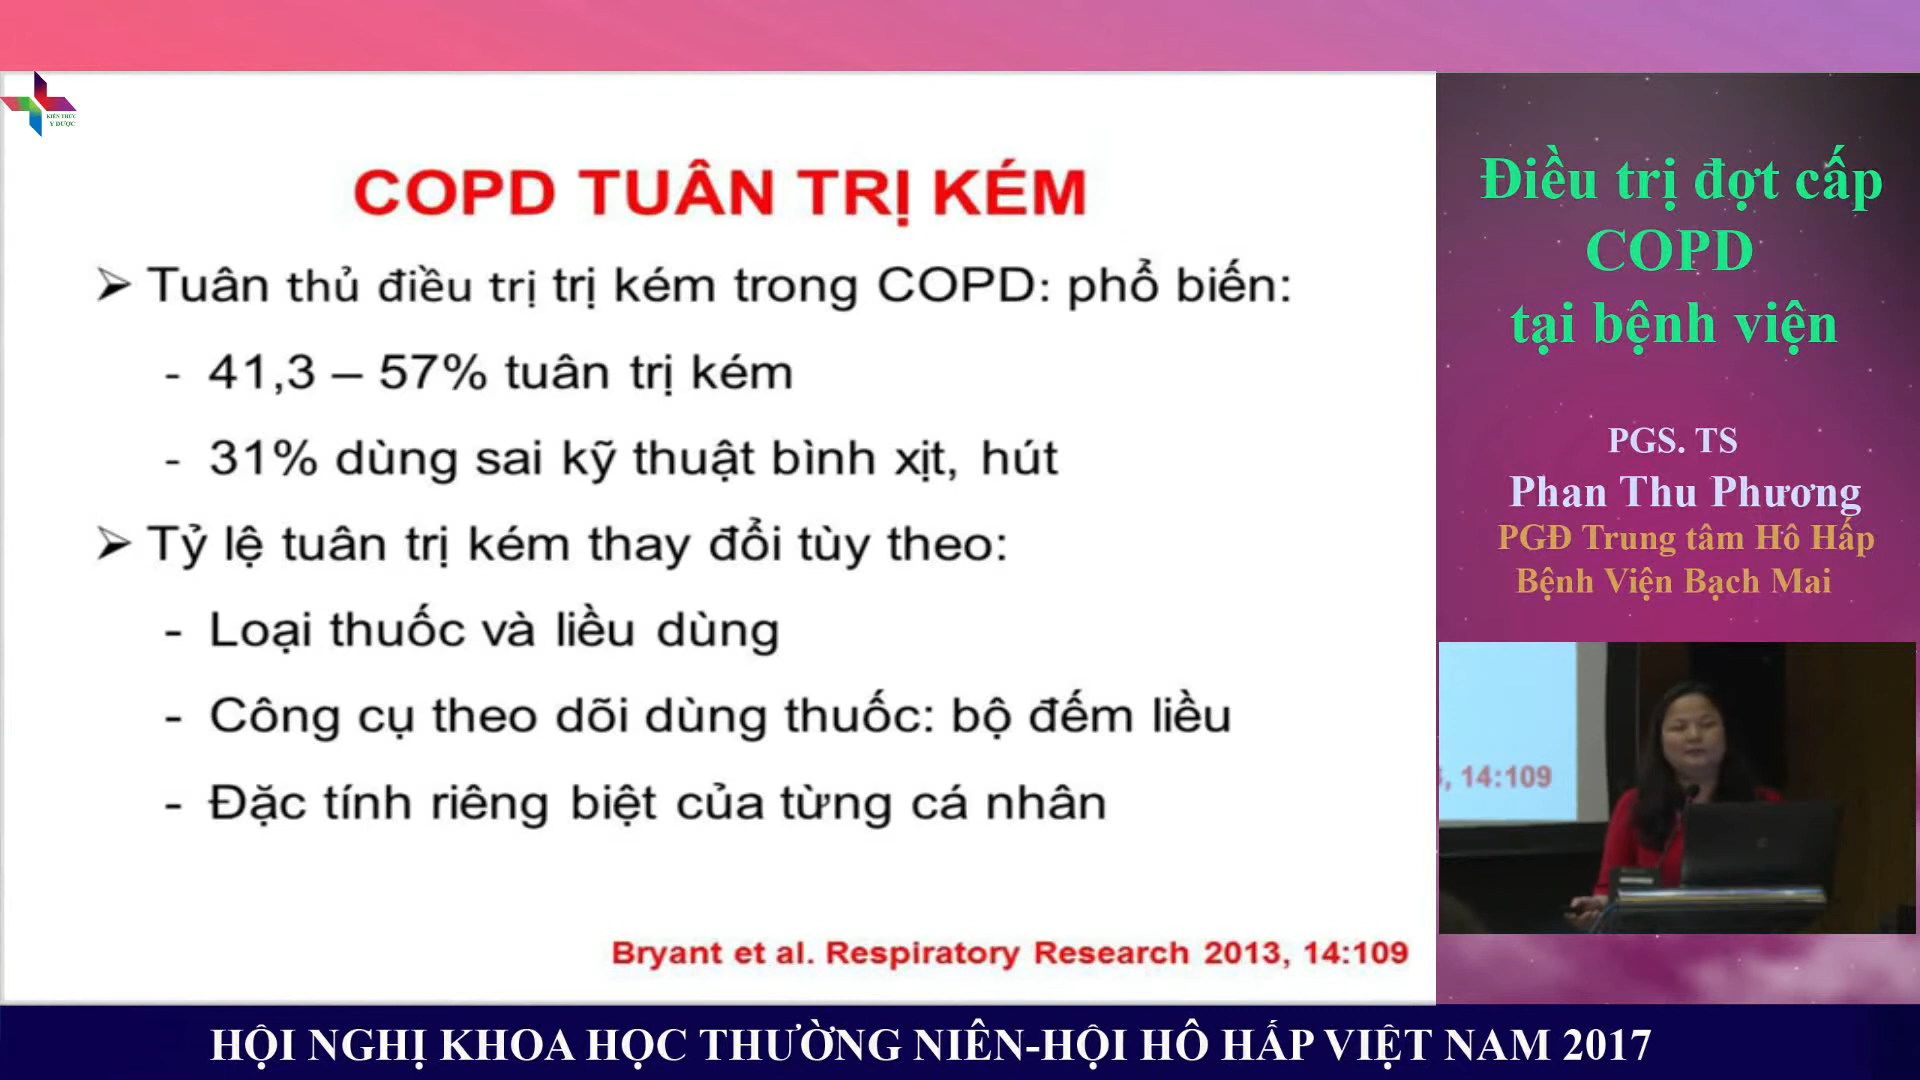 KIẾN THỨC
Y DƯỢC
COPD TUÂN TRỊ KÉM
➢ Tuân thủ điều trị trị kém trong COPD: phổ biến:
- 41,3 – 57% tuân trị kém
- 31% dùng sai kỹ thuật bình xịt, hút
➢ Tỷ lệ tuân trị kém thay đổi tùy theo:
- Loại thuốc và liều dùng
- Công cụ theo dõi dùng thuốc: bộ đếm liều
- Đặc tính riêng biệt của từng cá nhân
Bryant et al. Respiratory Research 2013, 14:109
Điều trị đợt cấp
COPD
tại bệnh viện
PGS. TS
Phan Thu Phương
PGĐ Trung tâm Hô Hấp
Bệnh Viện Bạch Mai
, 14:109
HỘI NGHỊ KHOA HỌC THƯỜNG NIÊN-HỘI HÔ HẤP VIỆT NAM 2017